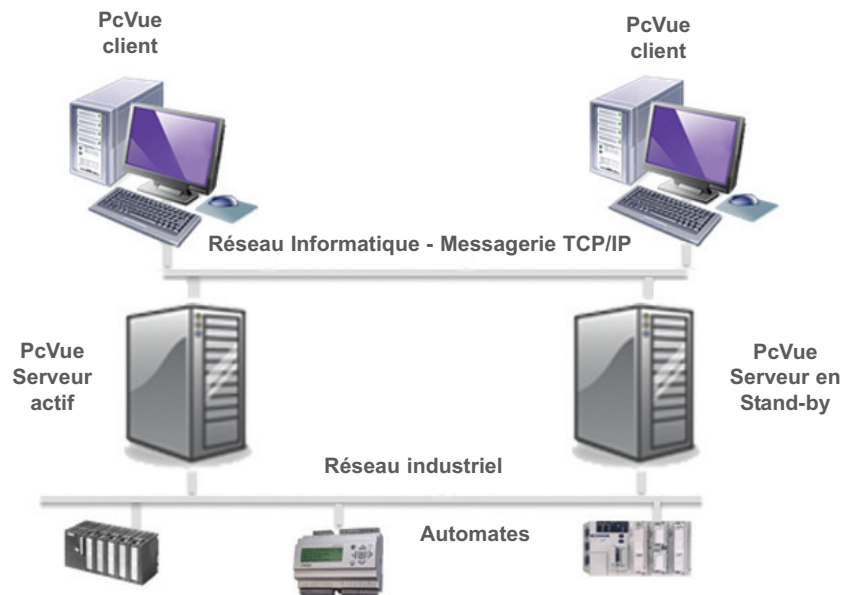 PcVue
client
PcVue
client
Réseau Informatique - Messagerie TCP/IP
PcVue
Serveur
actif
PcVue
Serveur en
Stand-by
Réseau industriel
Automates